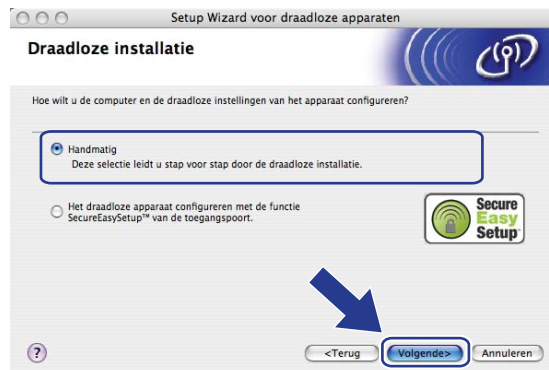 Setup Wizard voor draadloze apparaten
Draadloze installatie
Hoe wilt u de computer en de draadloze instellingen van het apparaat configureren?
Handmatig
Deze selectie leidt u stap voor stap door de draadloze installatie.
Het draadloze apparaat configureren met de functie
SecureEasySetup™ van de toegangspoort.
Secure
Easy
Setup
?
<Terug
Volgende>
Annuleren